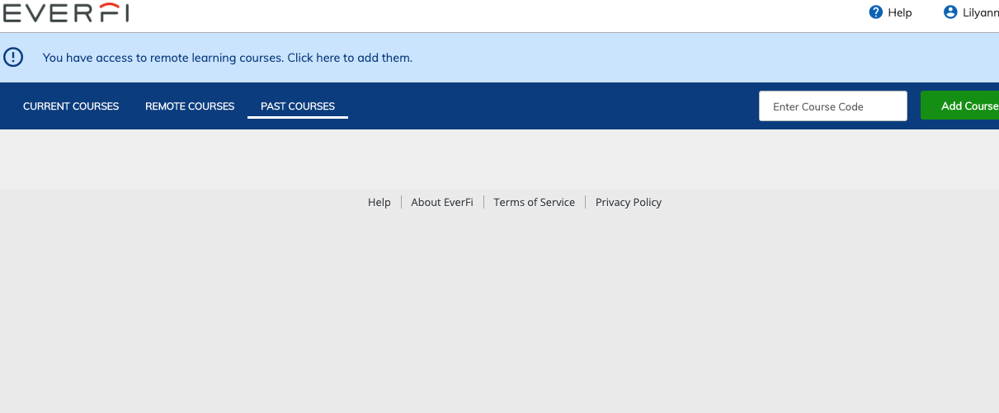 EVERFI
Help
Lilyann
You have access to remote learning courses. Click here to add them.
CURRENT COURSES
REMOTE COURSES
PAST COURSES
Enter Course Code
Add Course
Help
About EverFi
Terms of Service
Privacy Policy